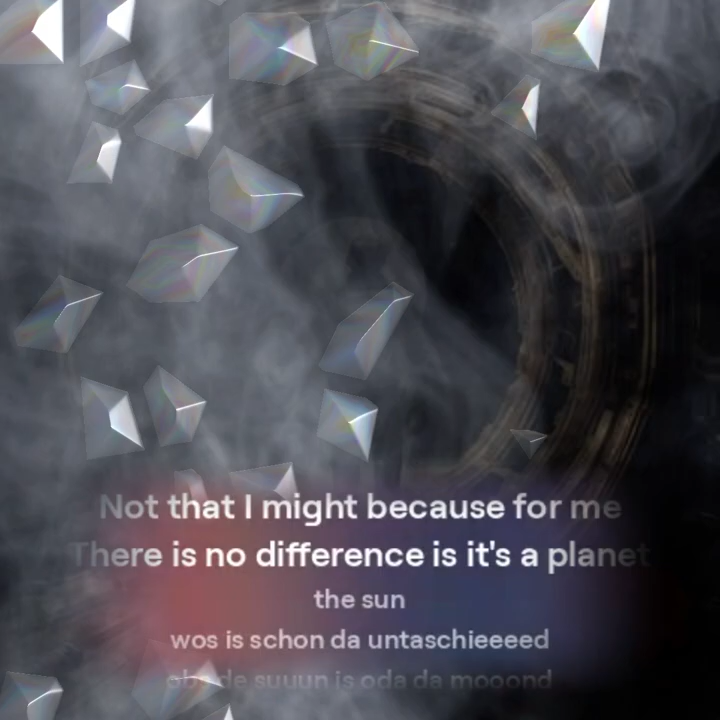 Not that I might because for me
There is no difference is it's a planet
the sun
wos is schon da untaschieeeed
obs de suuun is oda da mooond